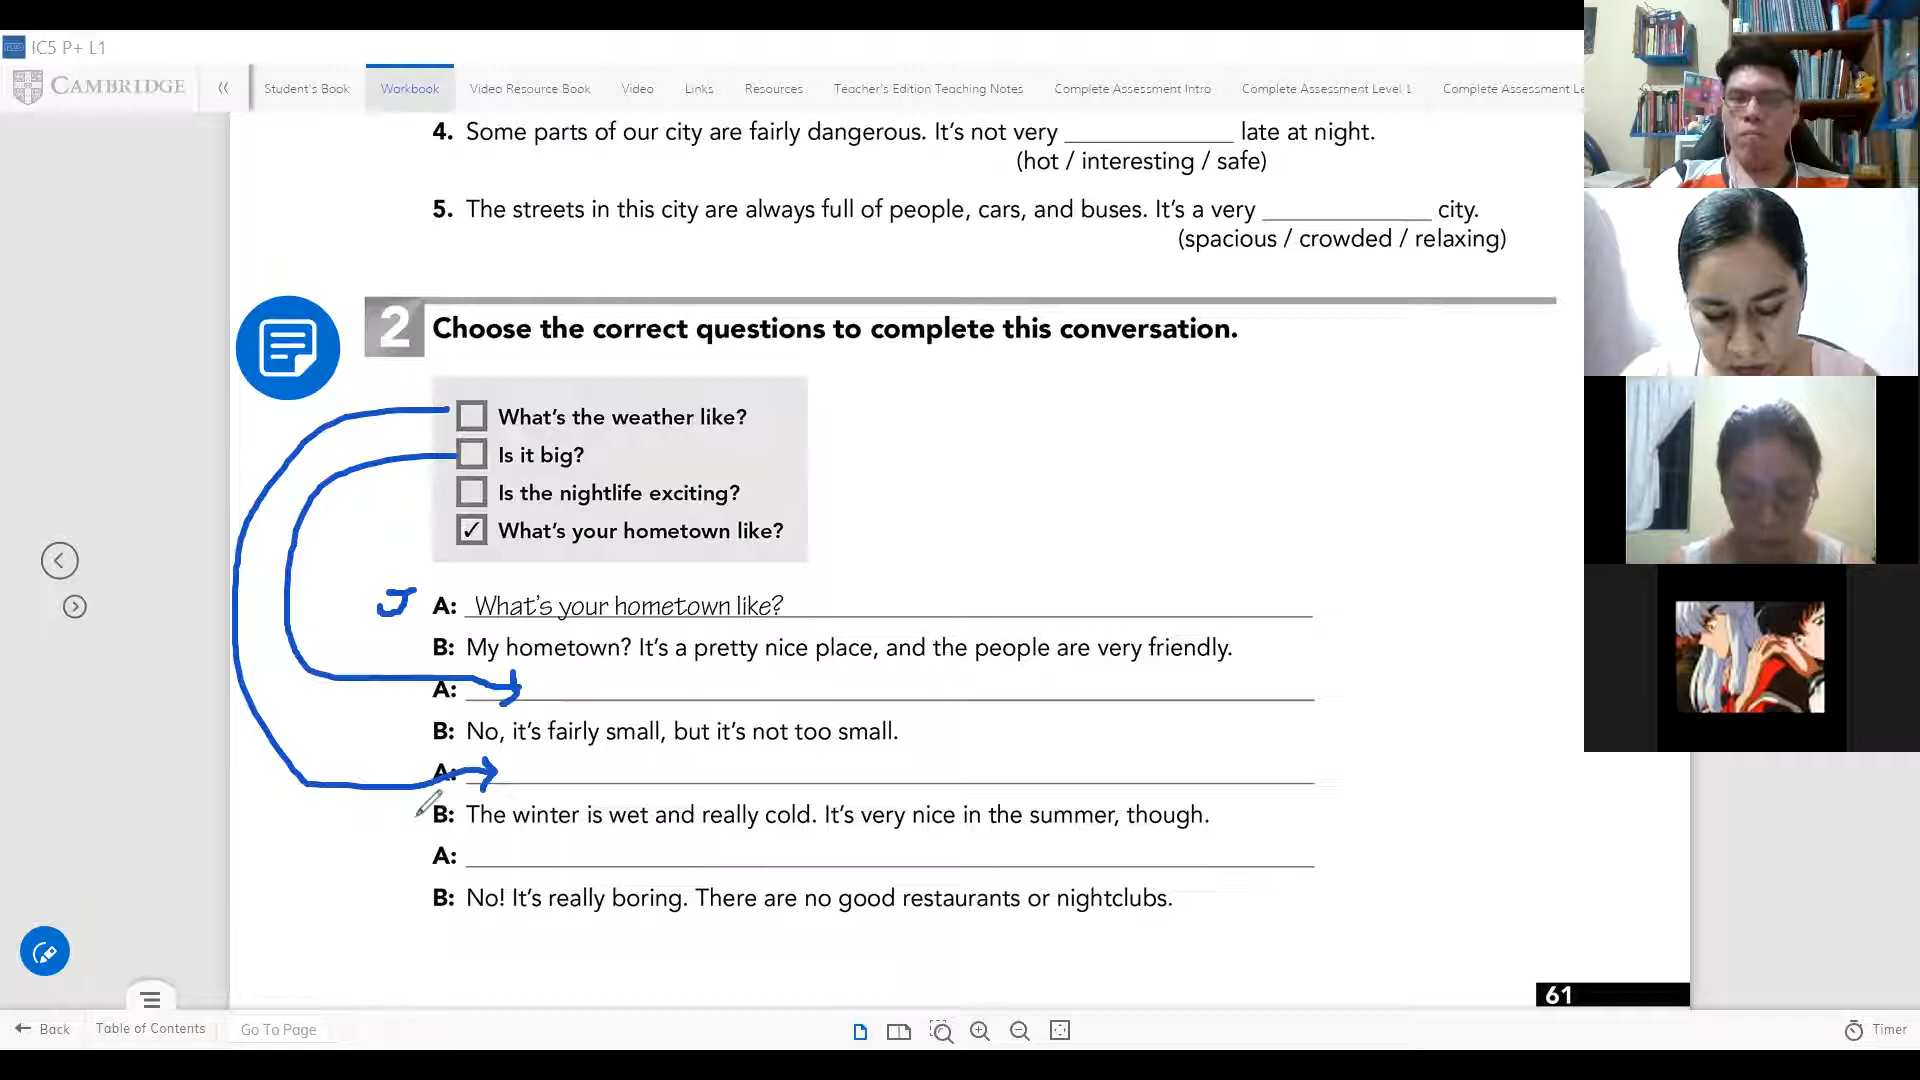 IC5 P+ L1
CAMBRIDGE
Student's Book
Workbook
Video Resource Book
Video
Links
Resources
Teacher's Edition Teaching Notes
Complete Assessment Intro
Complete Assessment Level 1
Complete Assessment Le
4. Some parts of our city are fairly dangerous. It's not very ______ late at night.
(hot / interesting / safe)
5. The streets in this city are always full of people, cars, and buses. It's a very ______ city.
(spacious / crowded / relaxing)
2 Choose the correct questions to complete this conversation.
What's the weather like?
Is it big?
Is the nightlife exciting?
✓ What's your hometown like?
J A: What's your hometown like?
B: My hometown? It's a pretty nice place, and the people are very friendly.
A:
B: No, it's fairly small, but it's not too small.
A:
B: The winter is wet and really cold. It's very nice in the summer, though.
A:
B: No! It's really boring. There are no good restaurants or nightclubs.
61
Back
Table of Contents
Go To Page
Timer